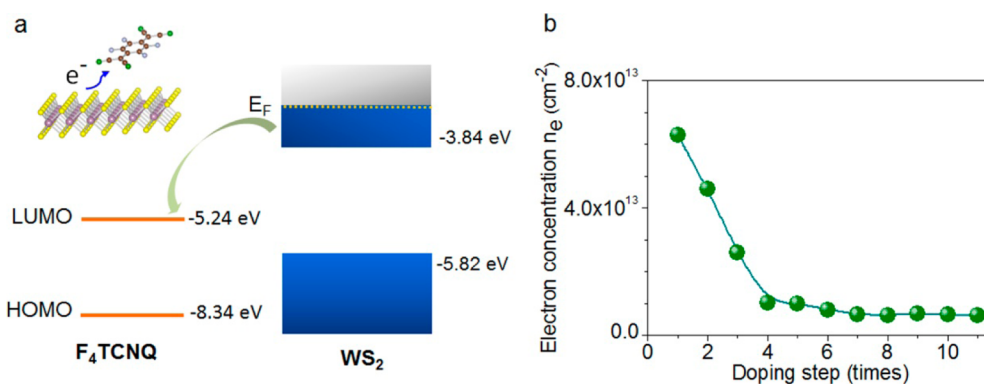 a
e⁻
E_F
-3.84 eV
LUMO
-5.24 eV
-5.82 eV
HOMO
-8.34 eV
F₄TCNQ
WS₂
b
Electron concentration nₑ (cm⁻²)
8.0x10¹³
4.0x10¹³
0.0
0 2 4 6 8 10
Doping step (times)